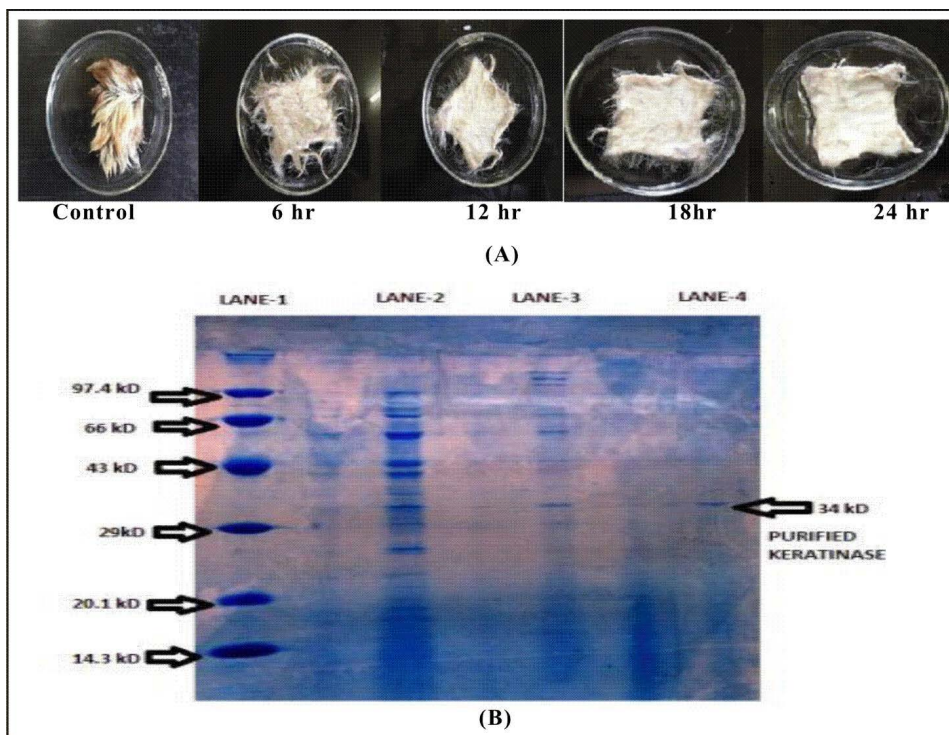 Control 6 hr 12 hr 18hr 24 hr
(A)
LANE-1 LANE-2 LANE-3 LANE-4
97.4 kD
66 kD
43 kD
29kD
20.1 kD
14.3 kD
34 kD
PURIFIED
KERATINASE
(B)